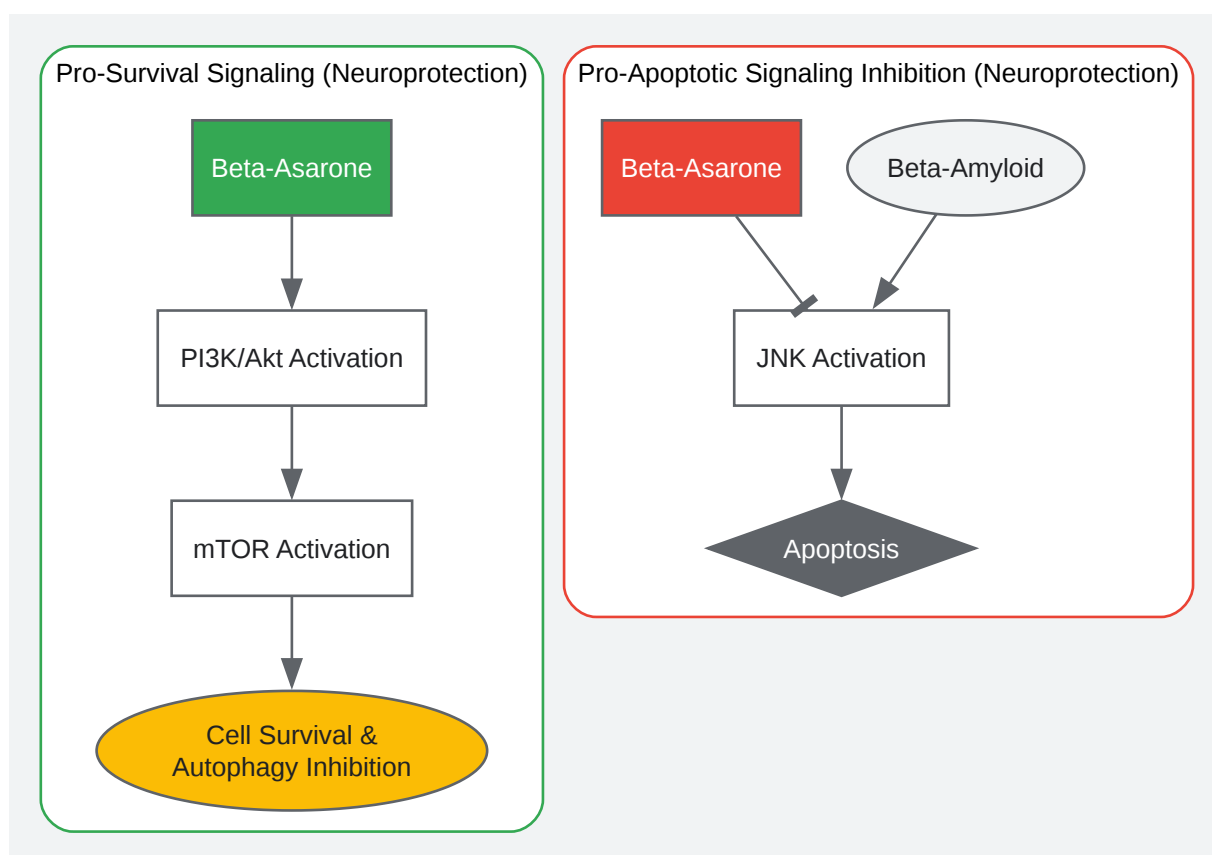 Pro-Survival Signaling (Neuroprotection)
Beta-Asarone
PI3K/Akt Activation
mTOR Activation
Cell Survival &
Autophagy Inhibition
Pro-Apoptotic Signaling Inhibition (Neuroprotection)
Beta-Asarone
Beta-Amyloid
JNK Activation
Apoptosis